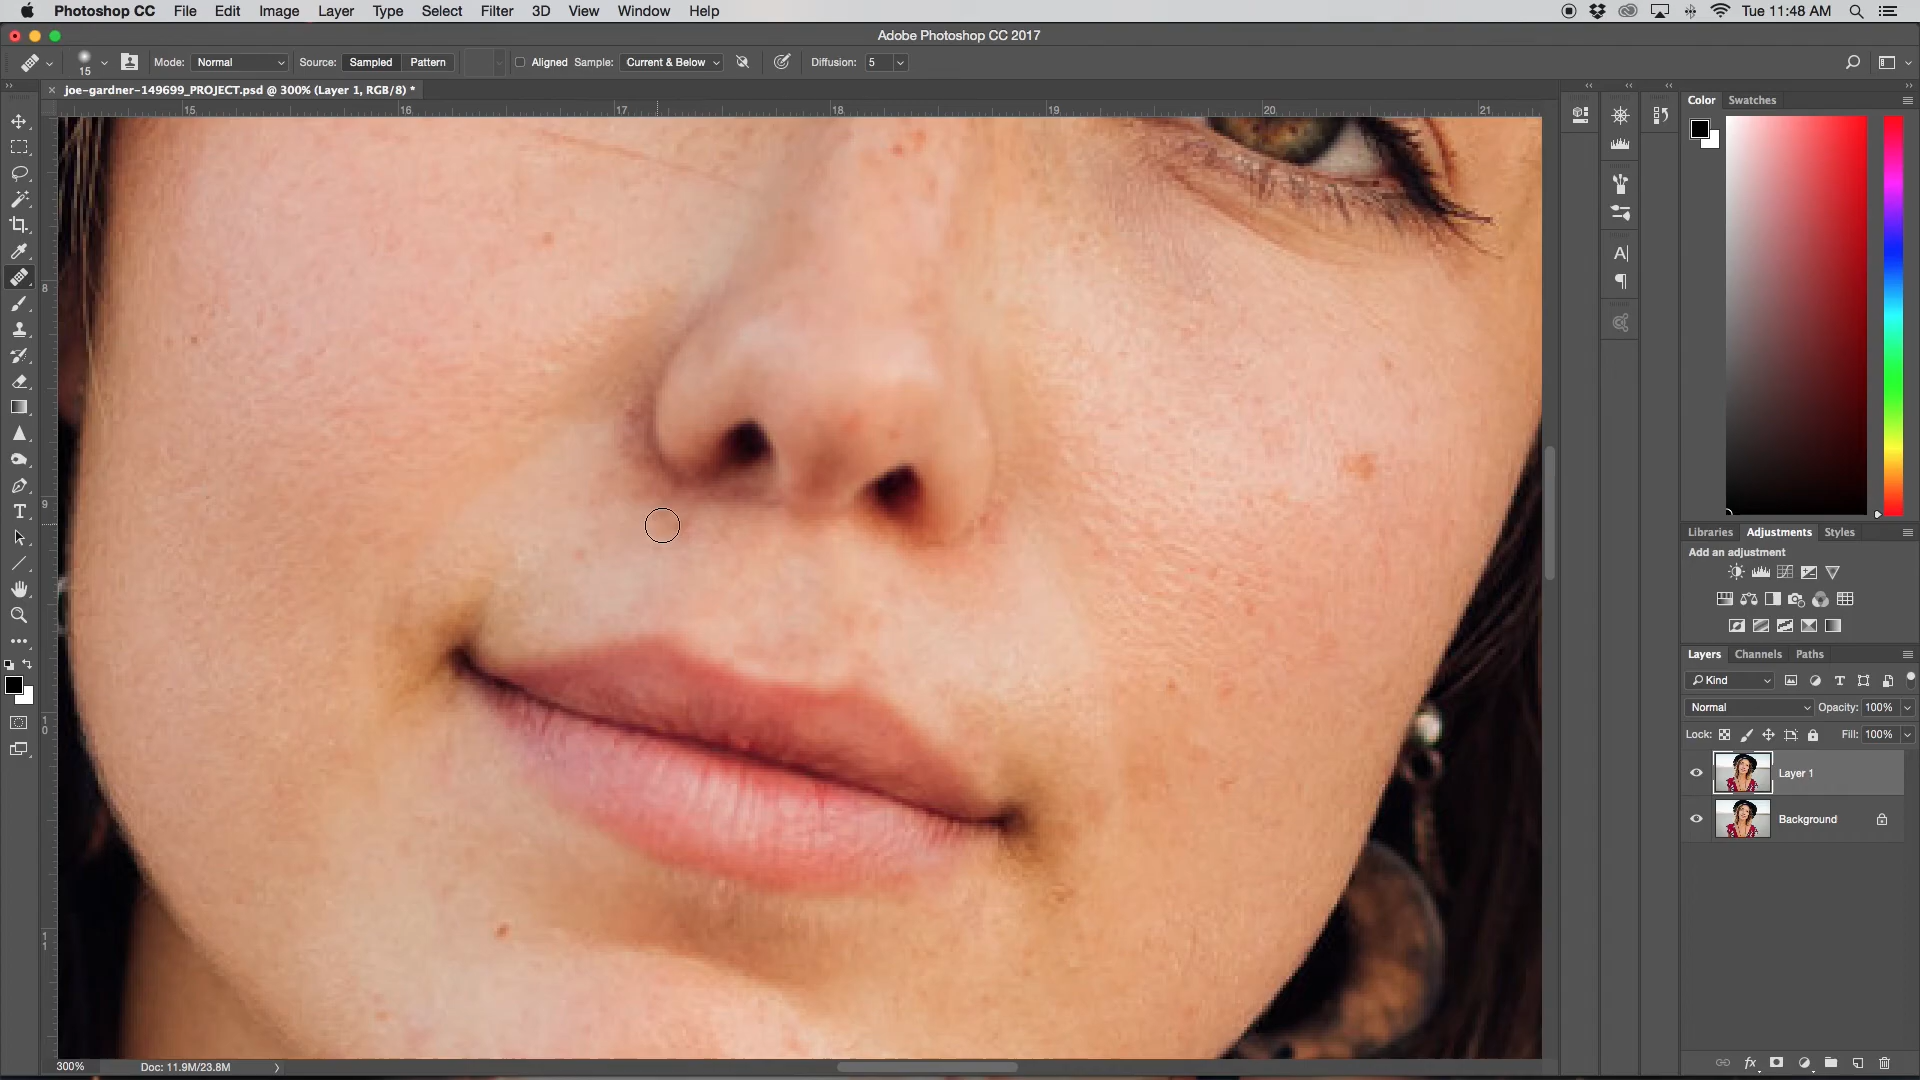 Photoshop CC File Edit Image Layer Type Select Filter 3D View Window Help Tue 11:48 AM
Adobe Photoshop CC 2017
15 Mode: Normal Source: Sampled Pattern Aligned Sample: Current & Below Diffusion: 5
joe-gardner-149699_PROJECT.psd @ 300% (Layer 1, RGB/8) *
15 16 17 18 19 20 21
8
9
10
11
Color Swatches
Libraries Adjustments Styles
Add an adjustment
Layers Channels Paths
Kind
Normal Opacity: 100%
Lock: Fill: 100%
Layer 1
Background
300% Doc: 11.9M/23.8M